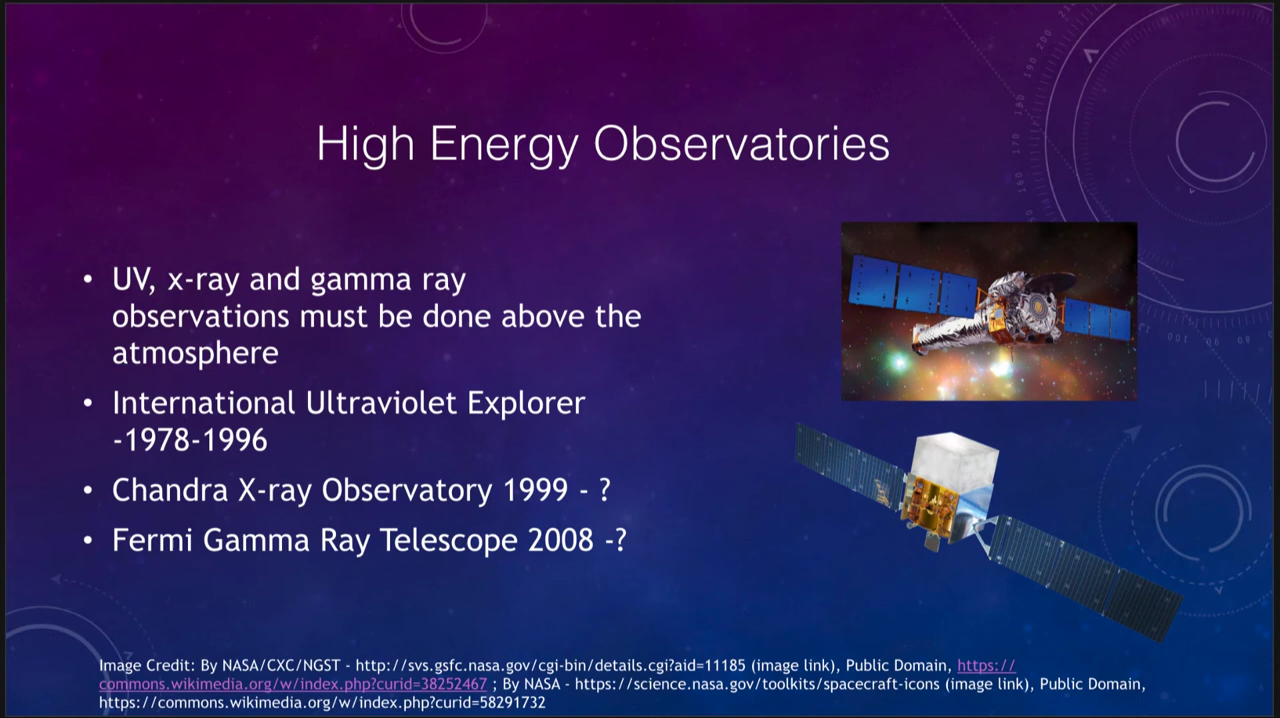 High Energy Observatories
• UV, x-ray and gamma ray
observations must be done above the
atmosphere
• International Ultraviolet Explorer
-1978-1996
• Chandra X-ray Observatory 1999 - ?
• Fermi Gamma Ray Telescope 2008 -?
Image Credit: By NASA/CXC/NGST - http://svs.gsfc.nasa.gov/cgi-bin/details.cgi?aid=11185 (image link), Public Domain, https://
commons.wikimedia.org/w/index.php?curid=38252467 ; By NASA - https://science.nasa.gov/toolkits/spacecraft-icons (image link), Public Domain,
https://commons.wikimedia.org/w/index.php?curid=58291732